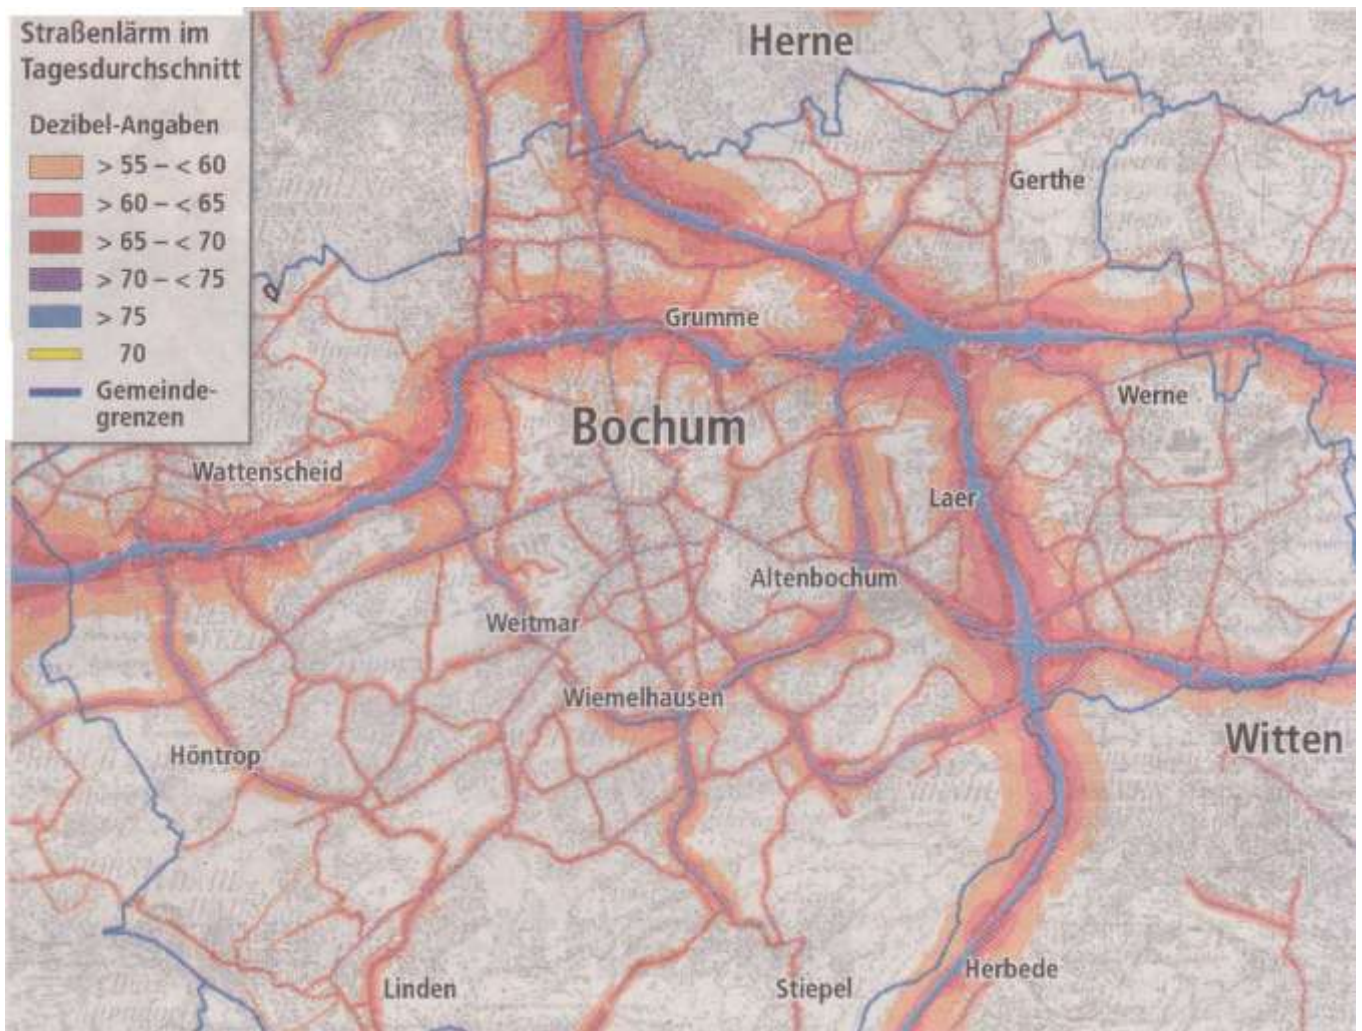 Straßenlärm im
Tagesdurchschnitt
Dezibel-Angaben
> 55 – < 60
> 60 – < 65
> 65 – < 70
> 70 – < 75
> 75
70
Gemeinde-
grenzen
Herne
Gerthe
Grumme
Werne
Bochum
Wattenscheid
Laer
Altenbochum
Weitmar
Wiemelhausen
Witten
Höntrop
Herbede
Linden
Stiepel